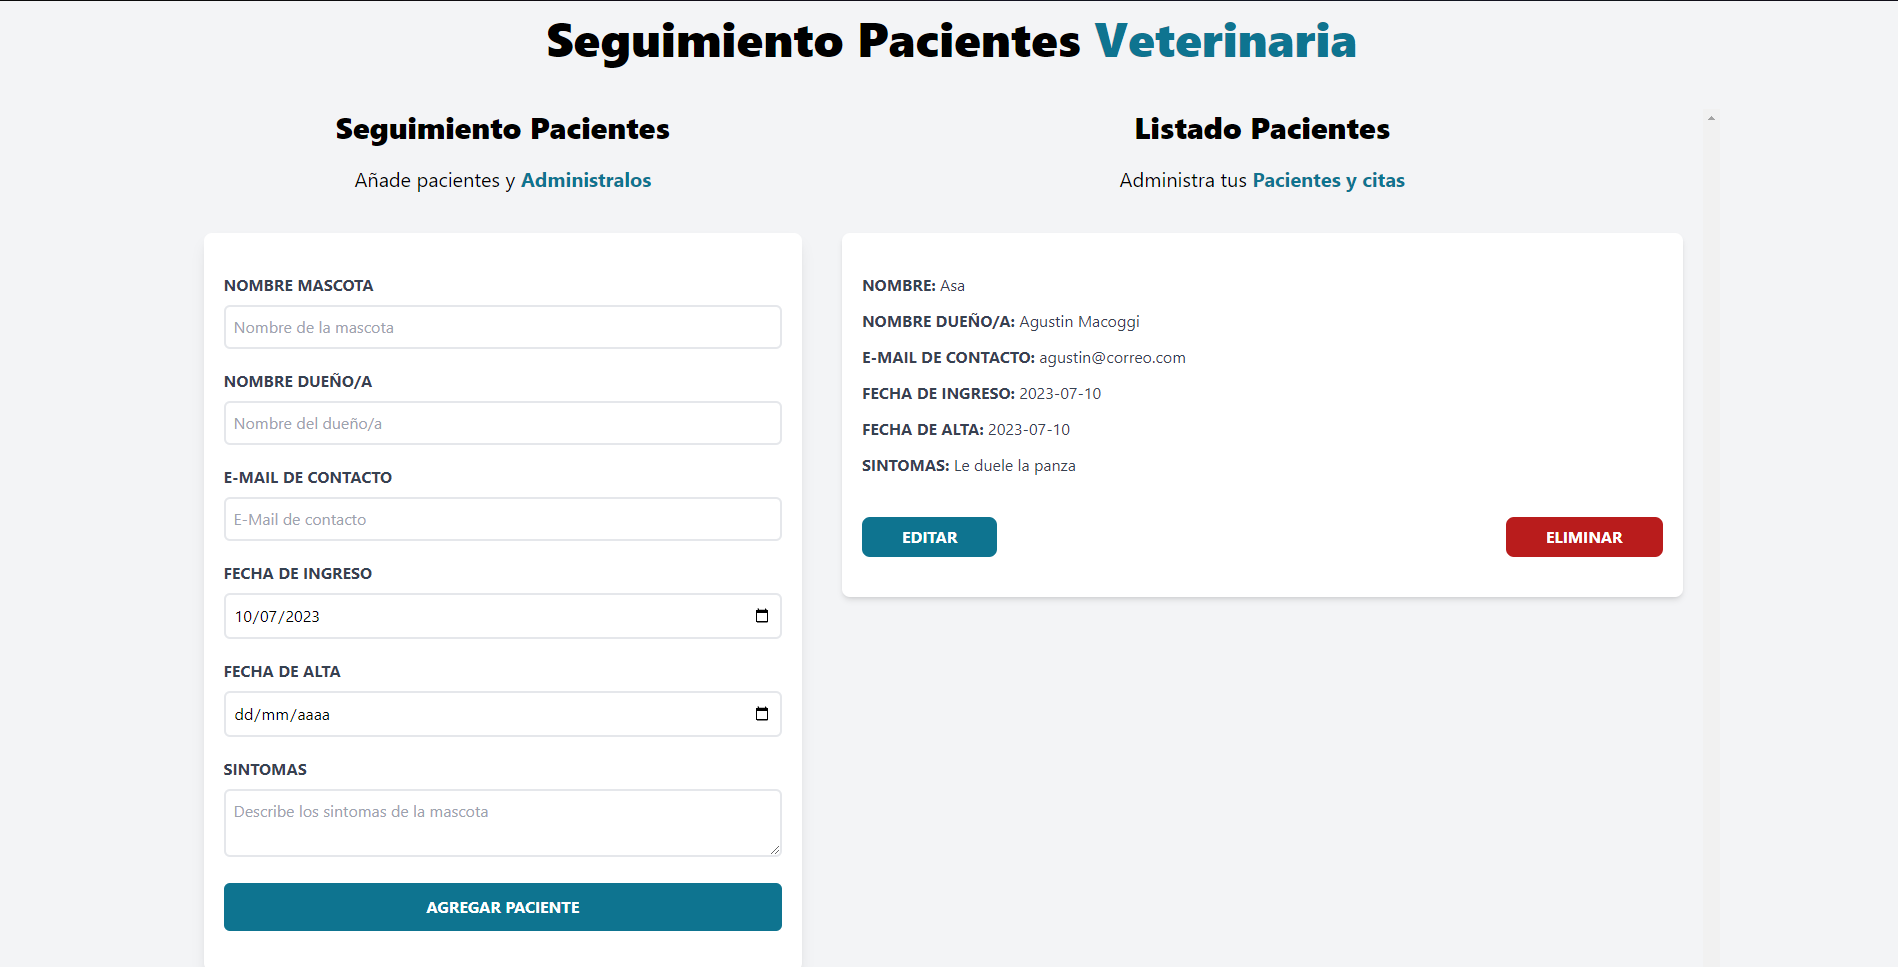 Seguimiento Pacientes Veterinaria
Seguimiento Pacientes
Añade pacientes y Administralos
NOMBRE MASCOTA
Nombre de la mascota
NOMBRE DUEÑO/A
Nombre del dueño/a
E-MAIL DE CONTACTO
E-Mail de contacto
FECHA DE INGRESO
10/07/2023
FECHA DE ALTA
dd/mm/aaaa
SINTOMAS
Describe los sintomas de la mascota
AGREGAR PACIENTE
Listado Pacientes
Administra tus Pacientes y citas
NOMBRE: Asa
NOMBRE DUEÑO/A: Agustin Macoggi
E-MAIL DE CONTACTO: agustin@correo.com
FECHA DE INGRESO: 2023-07-10
FECHA DE ALTA: 2023-07-10
SINTOMAS: Le duele la panza
EDITAR
ELIMINAR